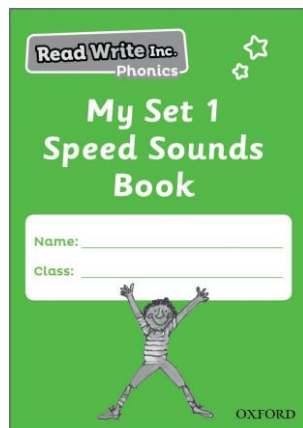 Read Write Inc.
Phonics
My Set 1
Speed Sounds
Book
Name:
Class:
OXFORD